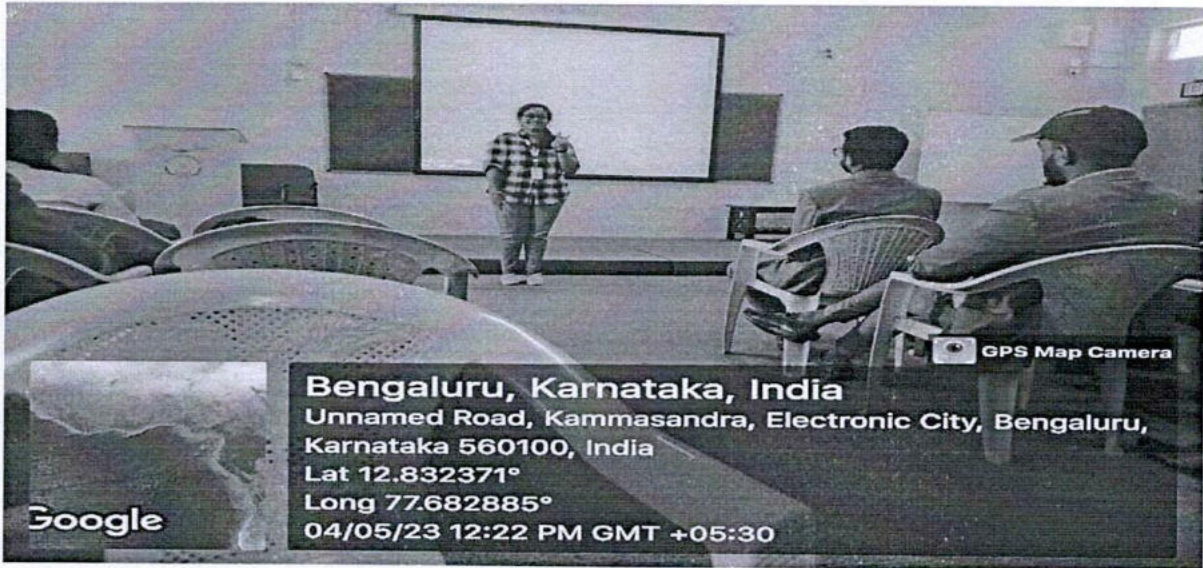 GPS Map Camera
Bengaluru, Karnataka, India
Unnamed Road, Kammasandra, Electronic City, Bengaluru,
Karnataka 560100, India
Lat 12.832371°
Long 77.682885°
04/05/23 12:22 PM GMT +05:30
Google